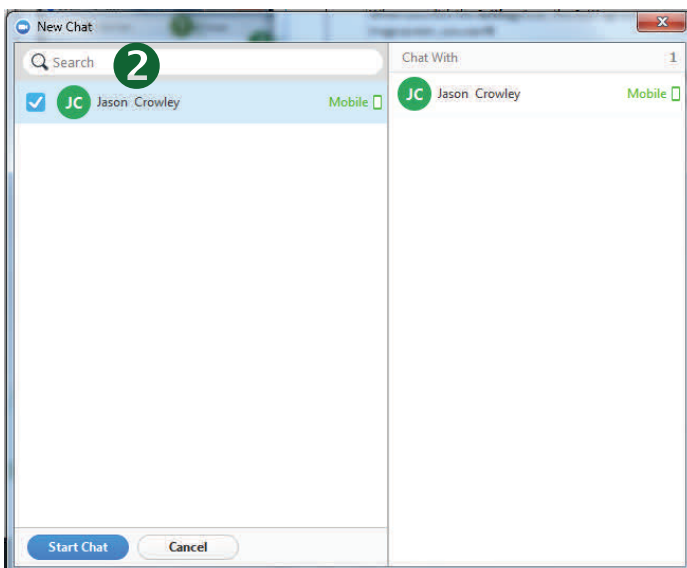 New Chat
Search
2
JC Jason Crowley Mobile
Start Chat Cancel
Chat With 1
JC Jason Crowley Mobile